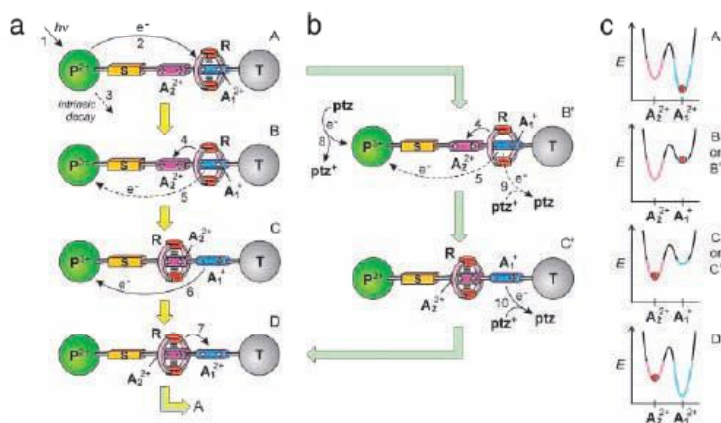 a
hν
1
e⁻
2
R
A
P²⁺
S
A₂²⁺
A₁²⁺
T
3
intrinsic
decay
B
R
4
S
A₂²⁺
A₁⁺
T
e⁻
5
C
R
A₂²⁺
S
A₁⁺
T
e⁻
6
D
R
7
P²⁺
S
T
A₂²⁺
A₁²⁺
A
b
ptz
e⁻
8
ptz⁺
B'
R
4
A₁⁺
S
A₂²⁺
T
e⁻
5
9
e⁻
ptz⁺
ptz
C'
R
A₁⁺
P²⁺
S
T
A₂²⁺
10
e⁻
ptz⁺
ptz
c
A
E
A₂²⁺ A₁²⁺
B
or
B'
E
A₂²⁺ A₁⁺
C
or
C'
E
A₂²⁺ A₁⁺
D
E
A₂²⁺ A₁²⁺